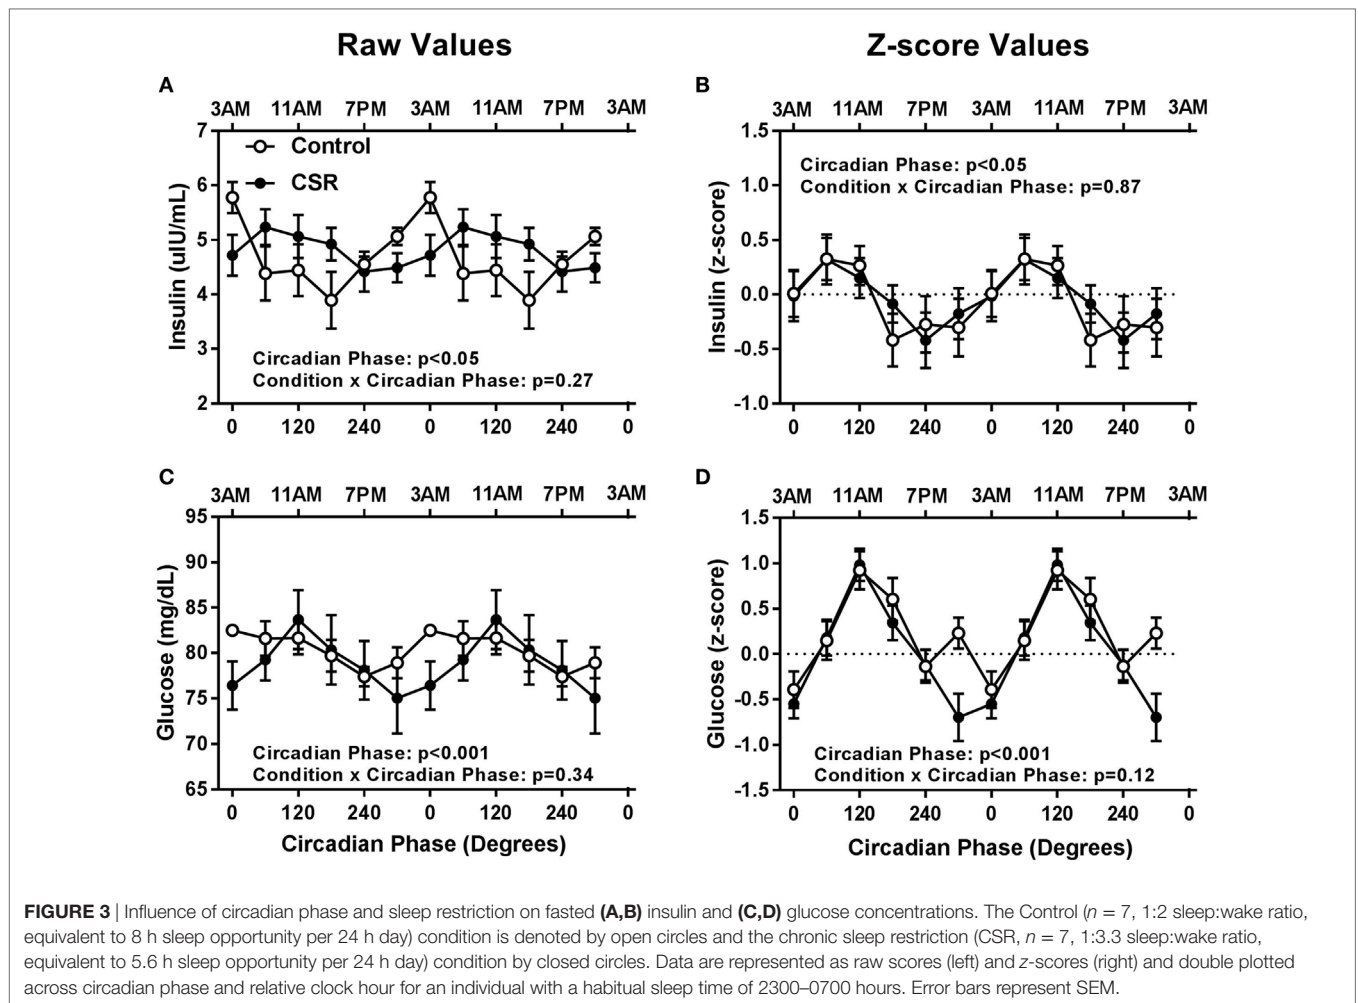 Raw Values
Z-score Values
A
3AM 11AM 7PM 3AM 11AM 7PM 3AM
7
6
5
4
3
2
Insulin (uIU/mL)
Control
CSR
Circadian Phase: p<0.05
Condition x Circadian Phase: p=0.27
0 120 240 0 120 240 0
B
3AM 11AM 7PM 3AM 11AM 7PM 3AM
1.5
1.0
0.5
0.0
-0.5
-1.0
Insulin (z-score)
Circadian Phase: p<0.05
Condition x Circadian Phase: p=0.87
0 120 240 0 120 240 0
C
3AM 11AM 7PM 3AM 11AM 7PM 3AM
95
90
85
80
75
70
65
Glucose (mg/dL)
Circadian Phase: p<0.001
Condition x Circadian Phase: p=0.34
0 120 240 0 120 240 0
Circadian Phase (Degrees)
D
3AM 11AM 7PM 3AM 11AM 7PM 3AM
1.5
1.0
0.5
0.0
-0.5
-1.0
-1.5
Glucose (z-score)
Circadian Phase: p<0.001
Condition x Circadian Phase: p=0.12
0 120 240 0 120 240 0
Circadian Phase (Degrees)
FIGURE 3 | Influence of circadian phase and sleep restriction on fasted (A,B) insulin and (C,D) glucose concentrations. The Control (n = 7, 1:2 sleep:wake ratio,
equivalent to 8 h sleep opportunity per 24 h day) condition is denoted by open circles and the chronic sleep restriction (CSR, n = 7, 1:3.3 sleep:wake ratio,
equivalent to 5.6 h sleep opportunity per 24 h day) condition by closed circles. Data are represented as raw scores (left) and z-scores (right) and double plotted
across circadian phase and relative clock hour for an individual with a habitual sleep time of 2300–0700 hours. Error bars represent SEM.